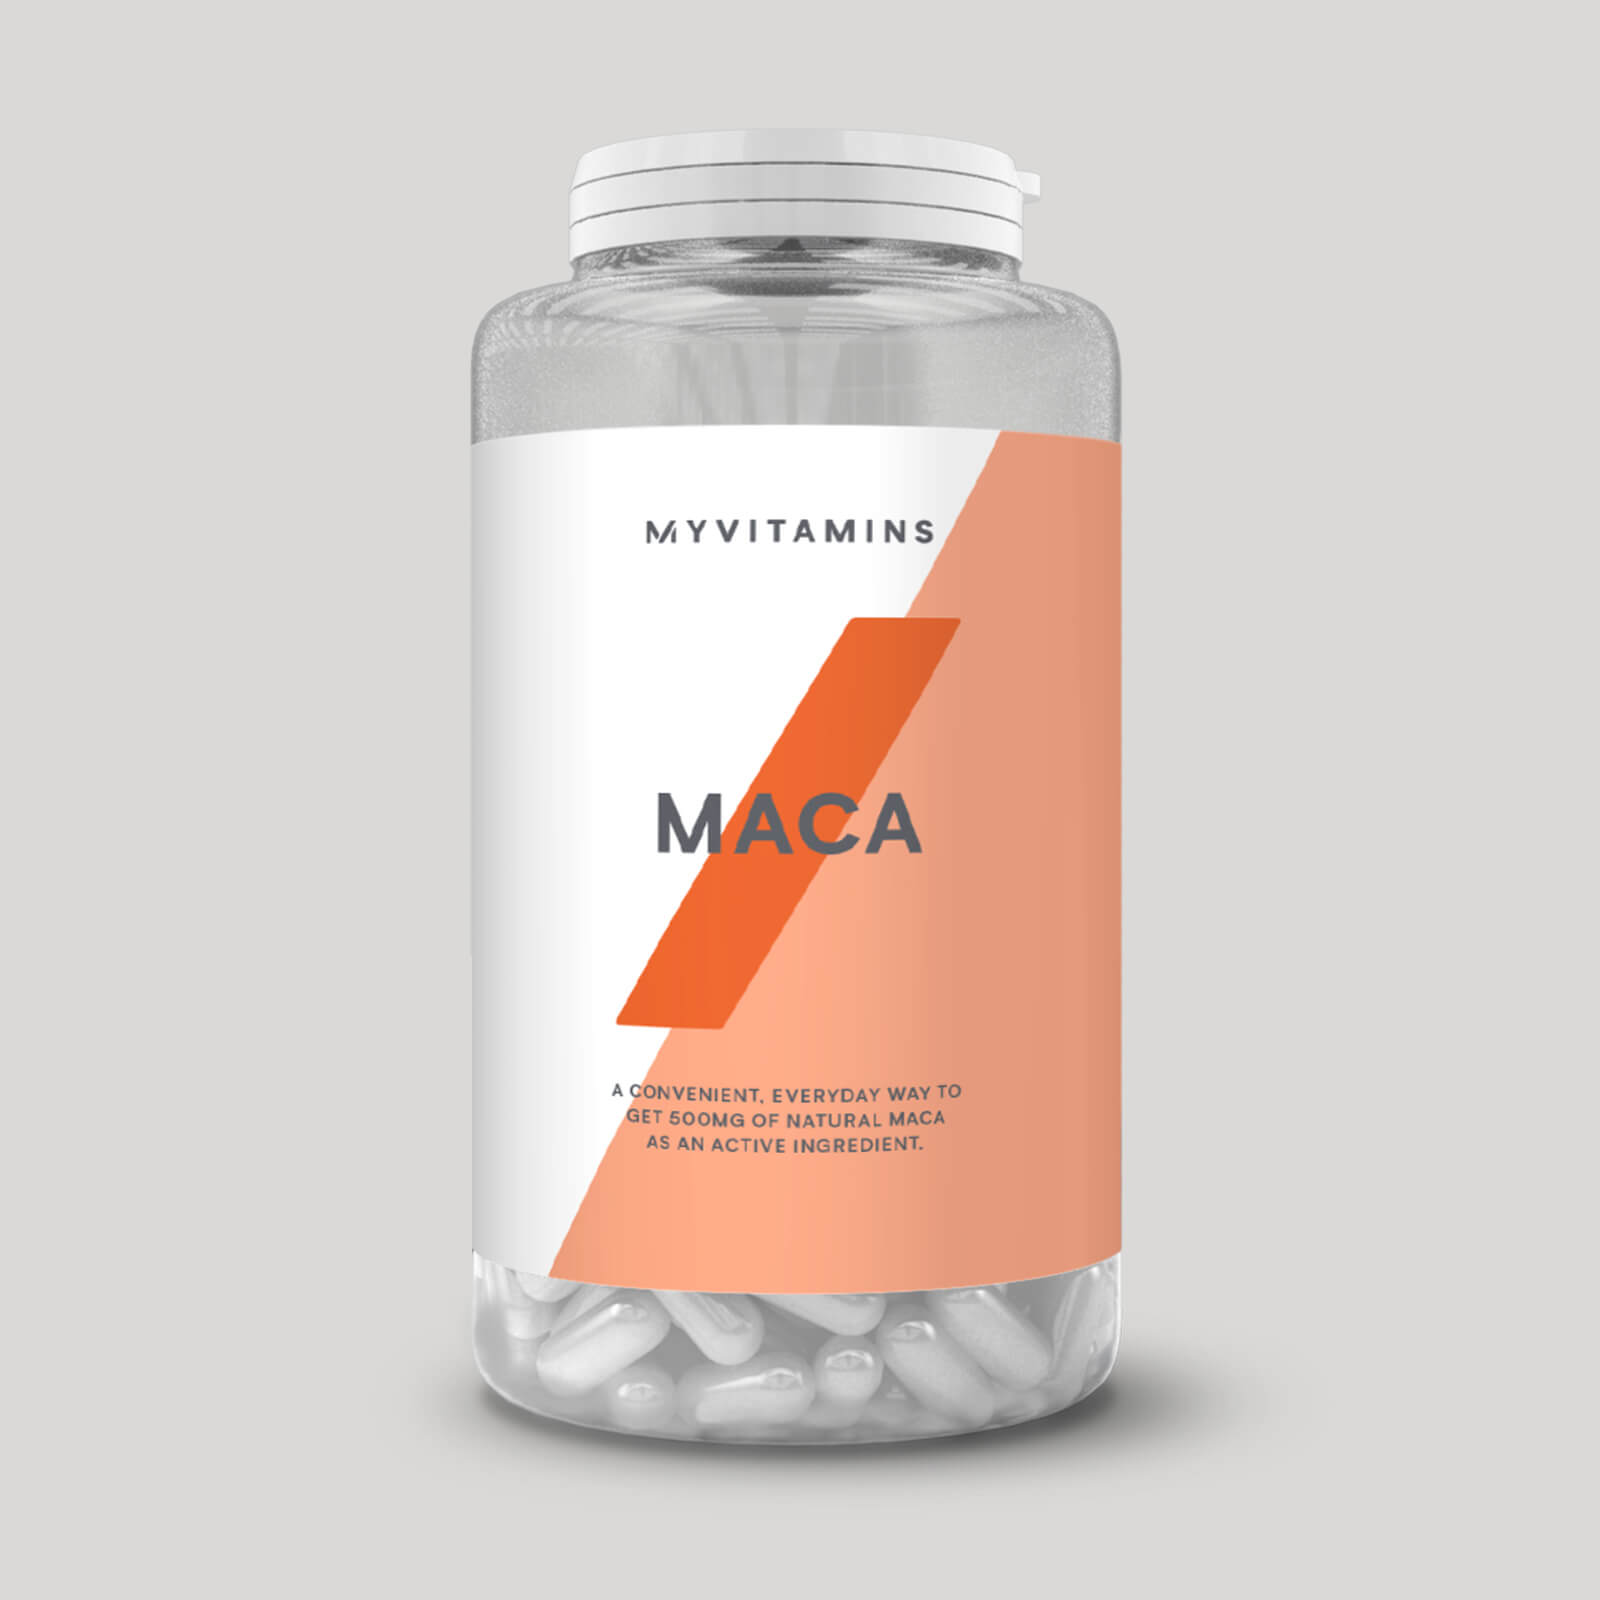 MYVITAMINS
MACA
A CONVENIENT, EVERYDAY WAY TO
GET 500MG OF NATURAL MACA
AS AN ACTIVE INGREDIENT.